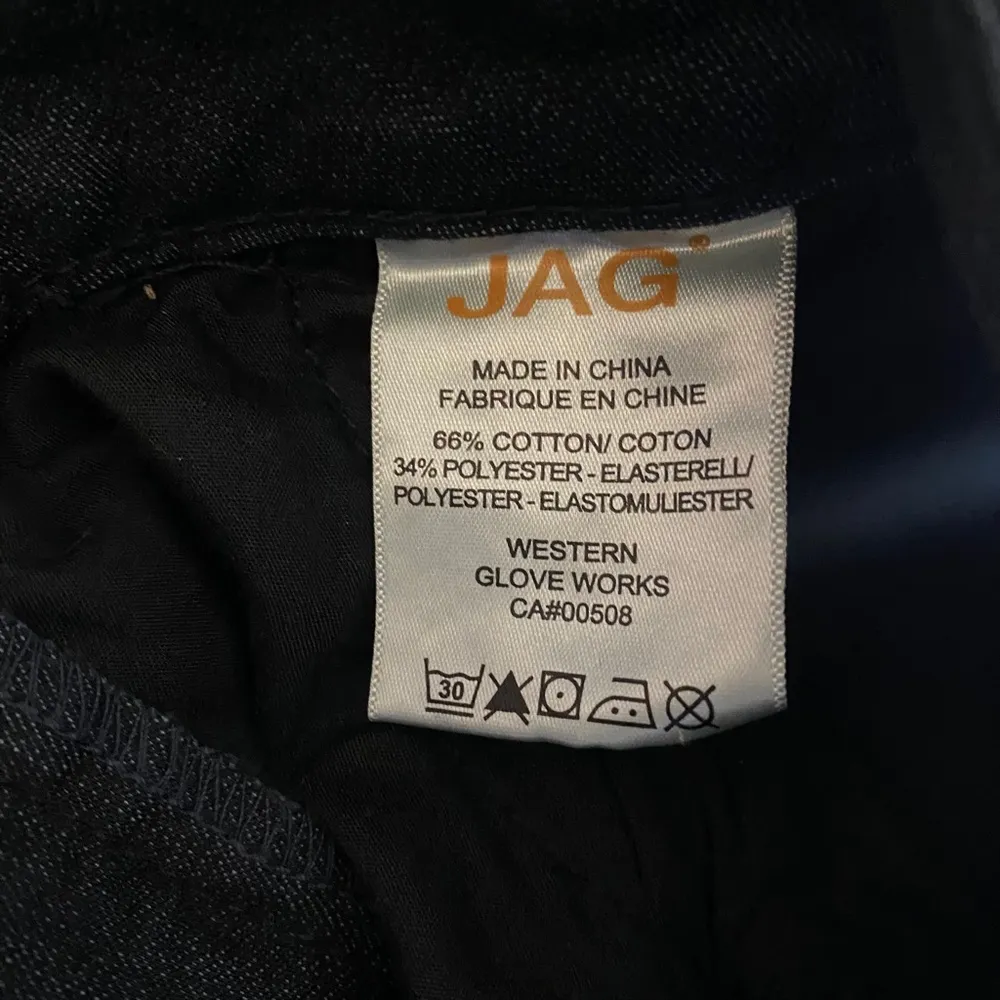 JAG®
MADE IN CHINA
FABRIQUE EN CHINE
66% COTTON/ COTON
34% POLYESTER - ELASTERELL/
POLYESTER - ELASTOMULIESTER
WESTERN
GLOVE WORKS
CA#00508
30